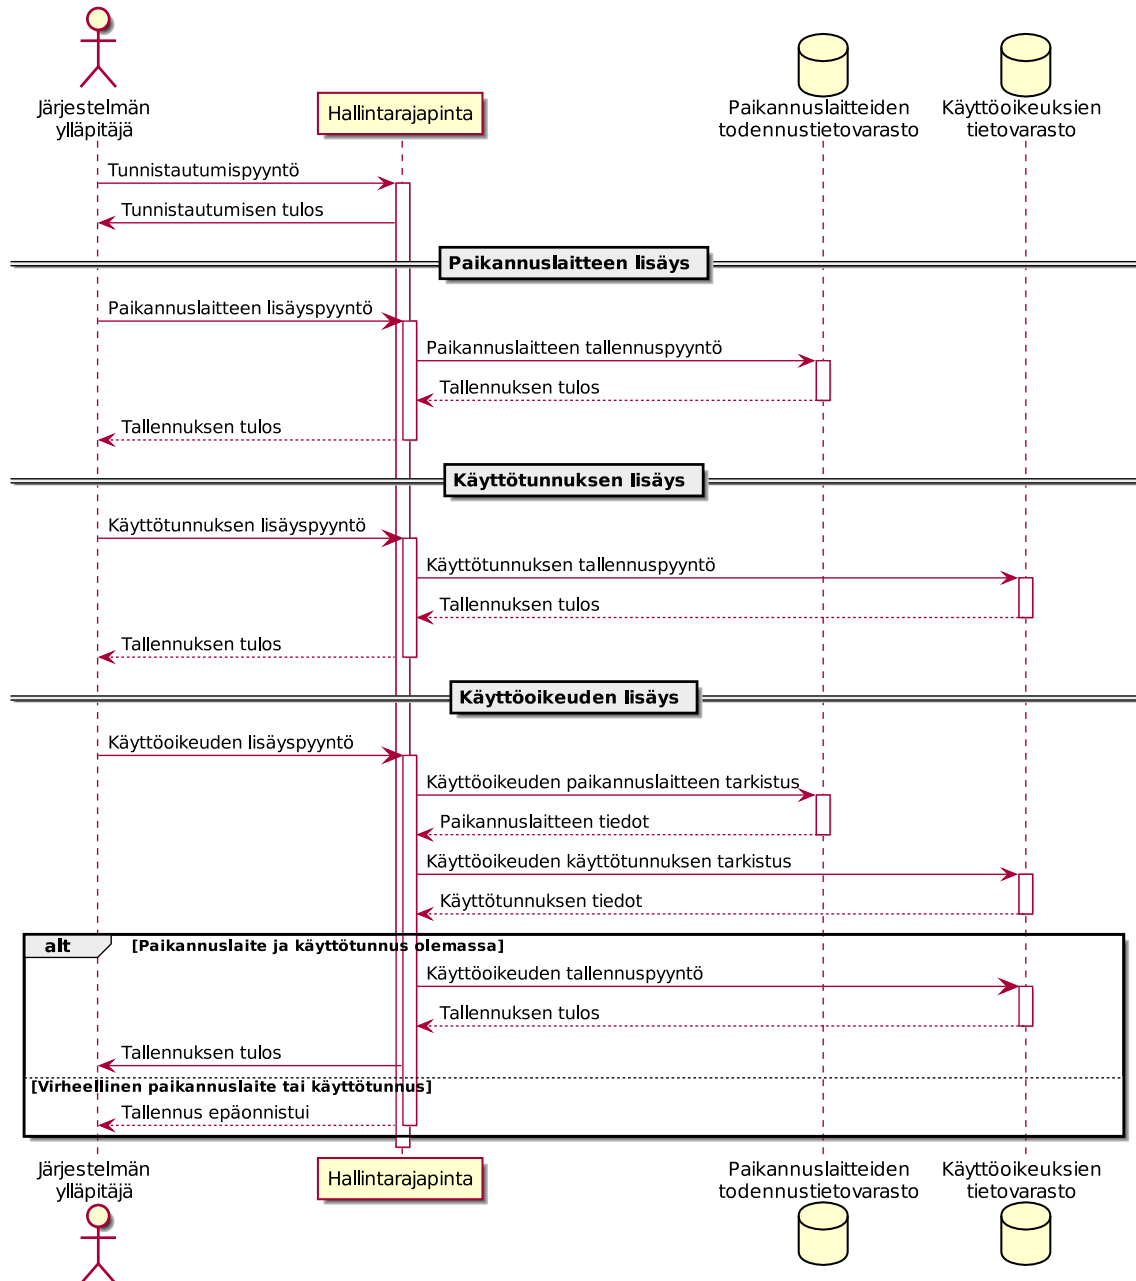 Järjestelmän
ylläpitäjä
Hallintarajapinta
Paikannuslaitteiden
todennustietovarasto
Käyttöoikeuksien
tietovarasto
Tunnistautumispyyntö
Tunnistautumisen tulos
Paikannuslaitteen lisäys
Paikannuslaitteen lisäyspyyntö
Paikannuslaitteen tallennuspyyntö
Tallennuksen tulos
Tallennuksen tulos
Käyttötunnuksen lisäys
Käyttötunnuksen lisäyspyyntö
Käyttötunnuksen tallennuspyyntö
Tallennuksen tulos
Tallennuksen tulos
Käyttöoikeuden lisäys
Käyttöoikeuden lisäyspyyntö
Käyttöoikeuden paikannuslaitteen tarkistus
Paikannuslaitteen tiedot
Käyttöoikeuden käyttötunnuksen tarkistus
Käyttötunnuksen tiedot
alt [Paikannuslaite ja käyttötunnus olemassa]
Käyttöoikeuden tallennuspyyntö
Tallennuksen tulos
Tallennuksen tulos
[Virheellinen paikannuslaite tai käyttötunnus]
Tallennus epäonnistui
Järjestelmän
ylläpitäjä
Hallintarajapinta
Paikannuslaitteiden
todennustietovarasto
Käyttöoikeuksien
tietovarasto